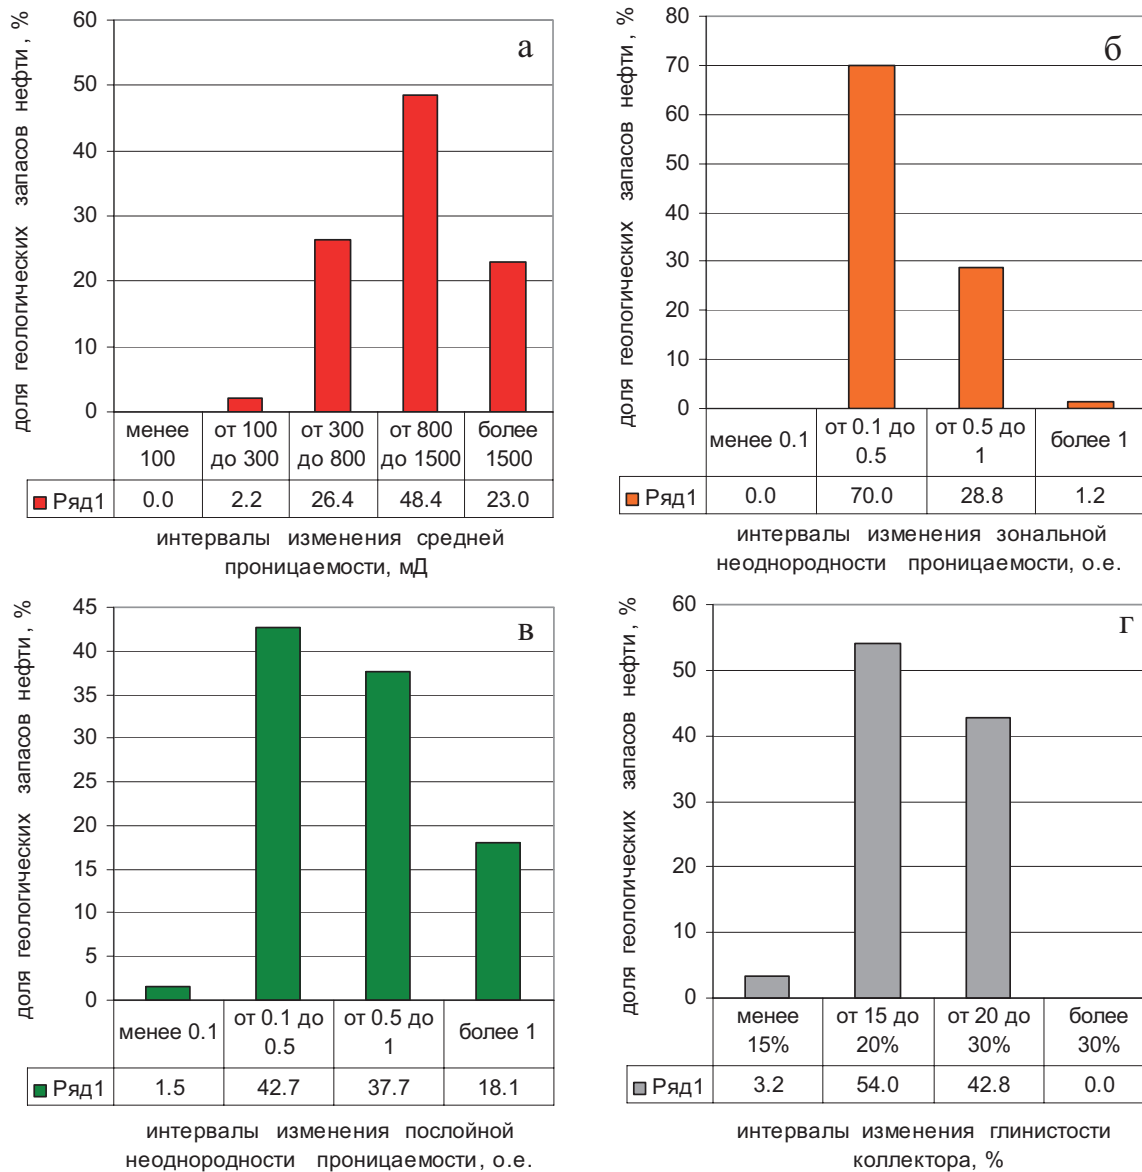 доля геологических запасов нефти, %
60
50
40
30
20
10
0
а
менее 100
от 100 до 300
от 300 до 800
от 800 до 1500
более 1500
Ряд1 0.0 2.2 26.4 48.4 23.0
интервалы изменения средней
проницаемости, мД
доля геологических запасов нефти, %
80
70
60
50
40
30
20
10
0
б
менее 0.1
от 0.1 до 0.5
от 0.5 до 1
более 1
Ряд1 0.0 70.0 28.8 1.2
интервалы изменения зональной
неоднородности проницаемости, о.е.
доля геологических запасов нефти, %
45
40
35
30
25
20
15
10
5
0
в
менее 0.1
от 0.1 до 0.5
от 0.5 до 1
более 1
Ряд1 1.5 42.7 37.7 18.1
интервалы изменения послойной
неоднородности проницаемости, о.е.
доля геологических запасов нефти, %
60
50
40
30
20
10
0
г
менее 15%
от 15 до 20%
от 20 до 30%
более 30%
Ряд1 3.2 54.0 42.8 0.0
интервалы изменения глинистости
коллектора, %